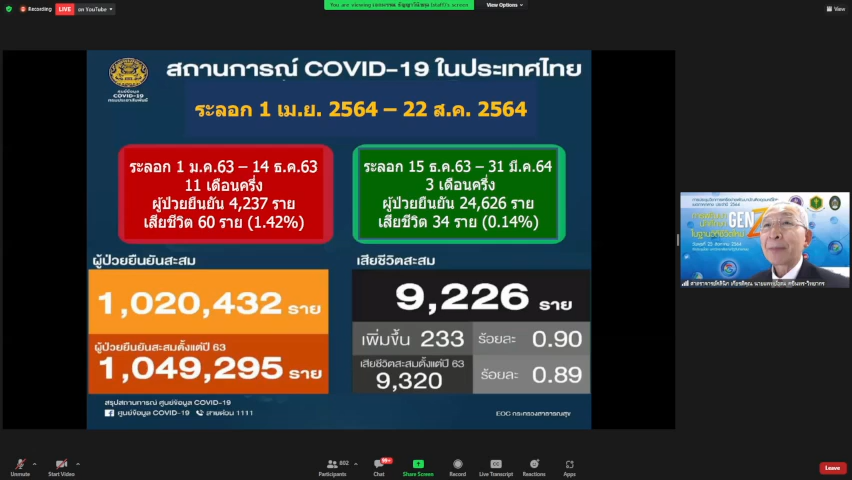 Recording
LIVE
on YouTube
You are viewing
screen
View Options
View
ศูนย์ข้อมูล
COVID-19
สถานการณ์ COVID-19 ในประเทศไทย
ระลอก 1 เม.ย. 2564 – 22 ส.ค. 2564
ระลอก 1 ม.ค.63 – 14 ธ.ค.63
11 เดือนครึ่ง
ผู้ป่วยยืนยัน 4,237 ราย
เสียชีวิต 60 ราย (1.42%)
ระลอก 15 ธ.ค.63 – 31 มี.ค.64
3 เดือนครึ่ง
ผู้ป่วยยืนยัน 24,626 ราย
เสียชีวิต 34 ราย (0.14%)
ผู้ป่วยยืนยันสะสม
1,020,432 ราย
ผู้ป่วยยืนยันสะสมตั้งแต่ปี 63
1,049,295 ราย
เสียชีวิตสะสม
9,226 ราย
เพิ่มขึ้น 233 ร้อยละ 0.90
เสียชีวิตสะสมตั้งแต่ปี 63
9,320 ร้อยละ 0.89
สรุปสถานการณ์ ศูนย์ข้อมูล COVID-19
ศูนย์ข้อมูล COVID-19 สายด่วน 1111
EOC กระทรวงสาธารณสุข
GEN Z
Unmute
Start Video
802
Participants
99+
Chat
Share Screen
Record
Live Transcript
Reactions
Apps
Leave